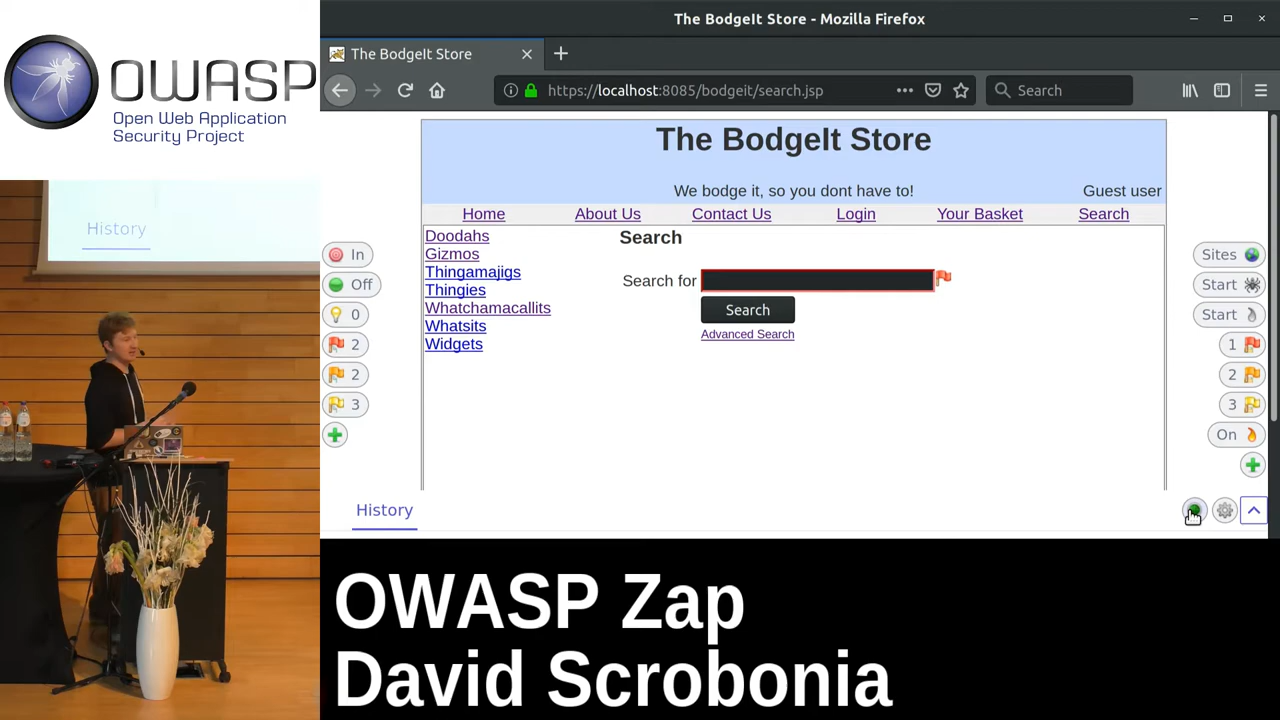 OWASP
Open Web Application
Security Project
History
The BodgeIt Store - Mozilla Firefox
The BodgeIt Store
https://localhost:8085/bodgeit/search.jsp
Search
The BodgeIt Store
We bodge it, so you dont have to!
Guest user
Home About Us Contact Us Login Your Basket Search
Doodahs
Gizmos
Thingamajigs
Thingies
Whatchamacallits
Whatsits
Widgets
Search
Search for
Search
Advanced Search
In
Off
0
2
2
3
Sites
Start
Start
1
2
3
On
History
OWASP Zap
David Scrobonia